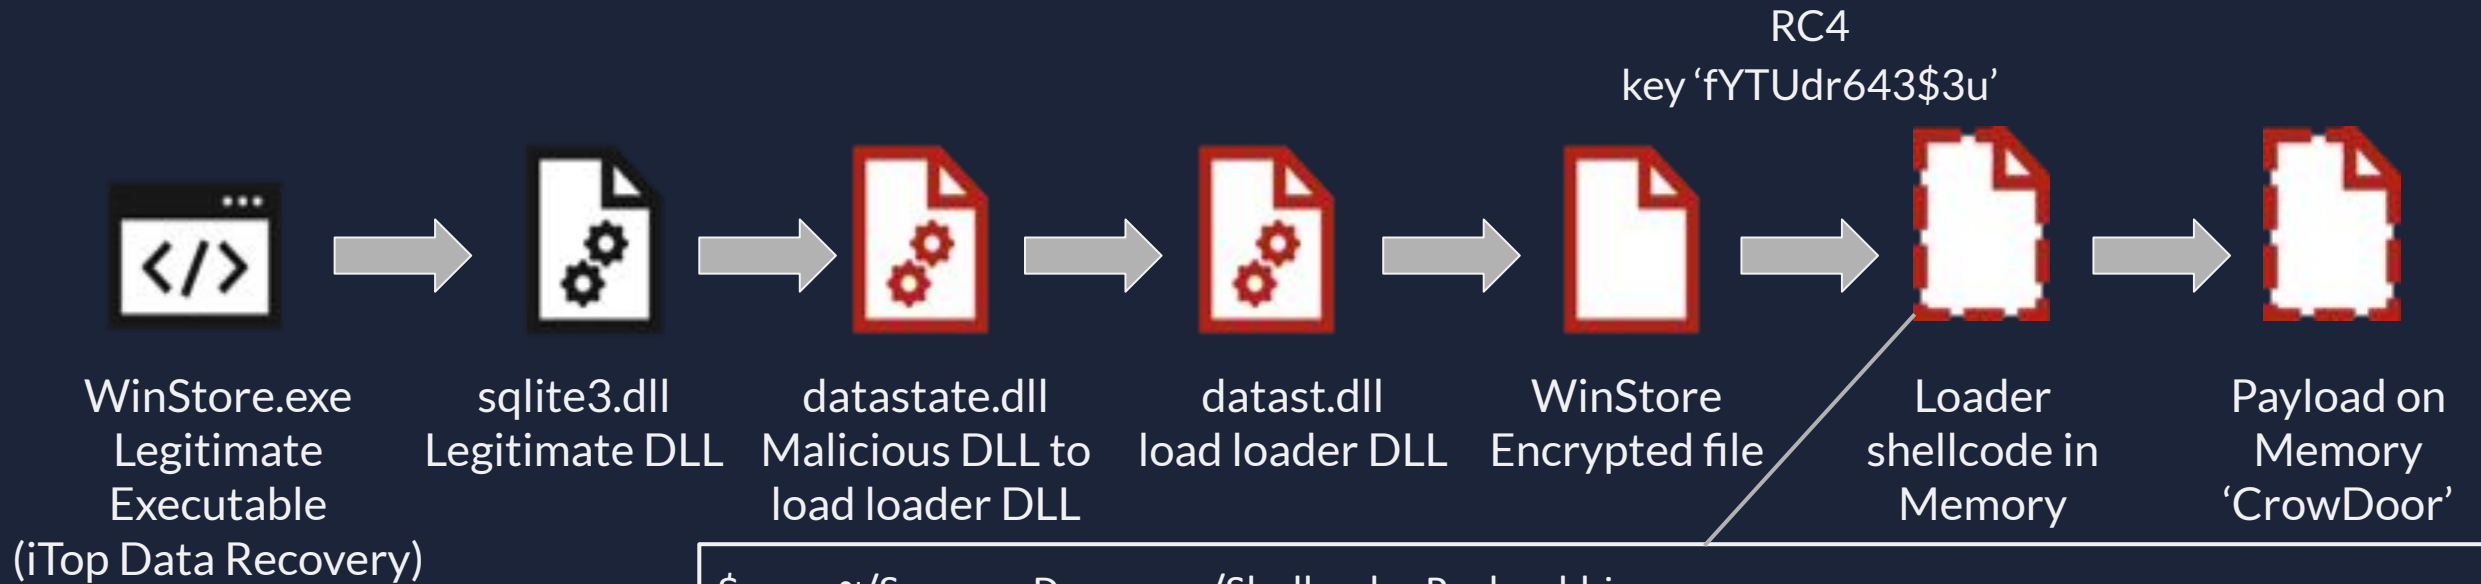 RC4
key ‘fYTUdr643$3u’
</>
WinStore.exe
Legitimate
Executable
(iTop Data Recovery)
sqlite3.dll
Legitimate DLL
datastate.dll
Malicious DLL to
load loader DLL
datast.dll
load loader DLL
WinStore
Encrypted file
Loader
shellcode in
Memory
Payload on
Memory
‘CrowDoor’